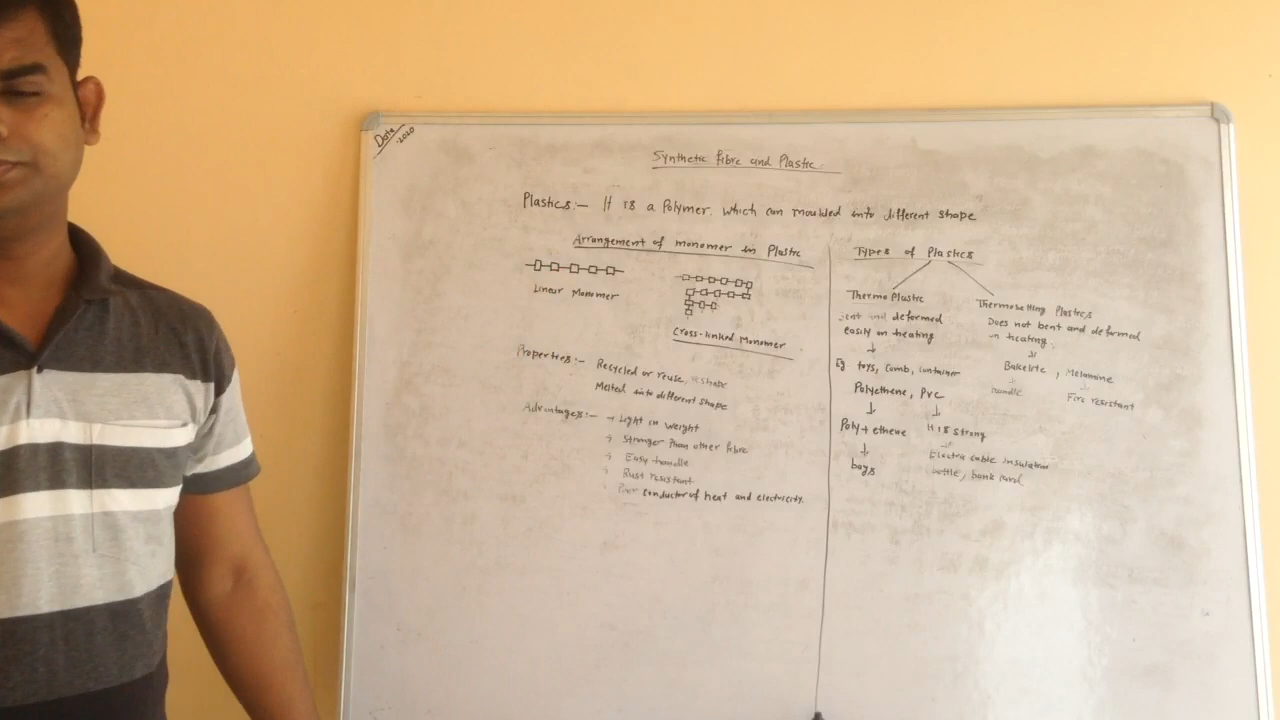 Date
2020
Synthetic Fibre and Plastic
Plastics:- It is a Polymer. Which can moulded into different shape
Arrangement of monomer in Plastic
Linear Monomer
Cross-linked Monomer
Properties:- Recycled or reuse, reshape
Melted into different shape
Advantages:- → Light in Weight
→ Stronger than other fibre
→ Easy handle
→ Rust resistant
Poor conductor of heat and electricity.
Types of Plastics
Thermo Plastic
bent and deformed
easily on heating
↓
Eg toys, Comb, container
Polyethene, PVC
↓ ↓
Poly + ethene It is strong
↓
bags
Electric cable insulation
bottle, bank card
Thermosetting Plastics
Does not bent and deformed
on heating.
Bakelite, Melamine
↓ ↓
handle Fire resistant